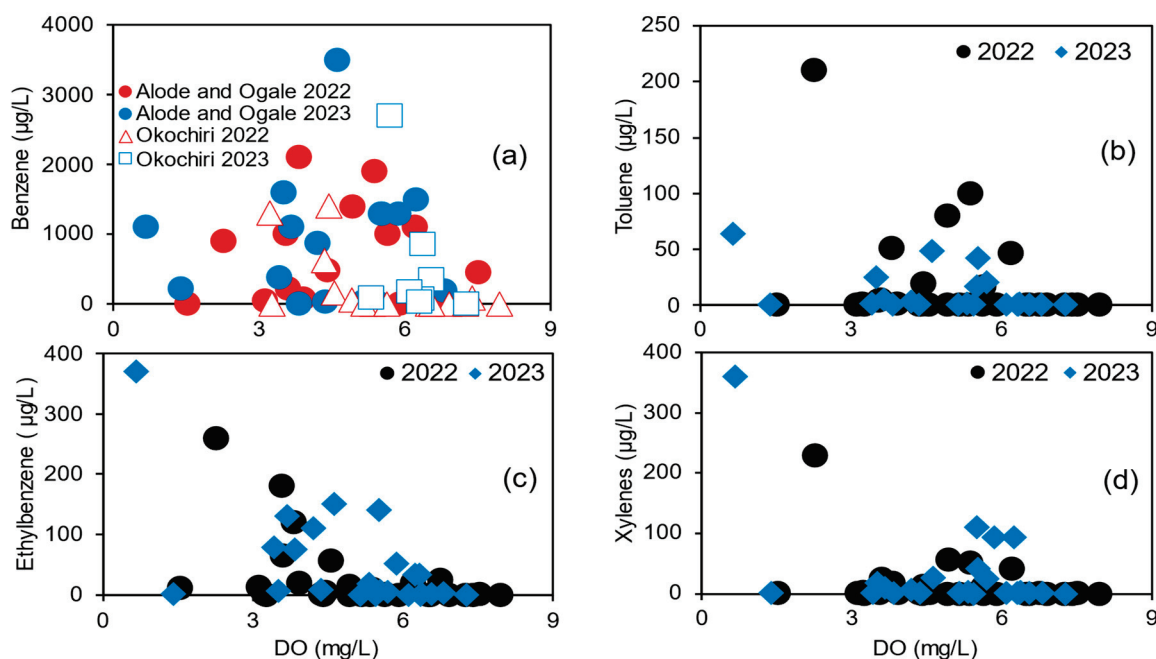 4000
3000
2000
1000
0
Benzene (µg/L)
Alode and Ogale 2022
Alode and Ogale 2023
Okochiri 2022
Okochiri 2023
(a)
0 3 6 9
250
200
150
100
50
0
Toluene (µg/L)
2022 2023
(b)
0 3 6 9
400
300
200
100
0
Ethylbenzene ( µg/L)
2022 2023
(c)
0 3 6 9
DO (mg/L)
400
300
200
100
0
Xylenes (µg/L)
2022 2023
(d)
0 3 6 9
DO (mg/L)